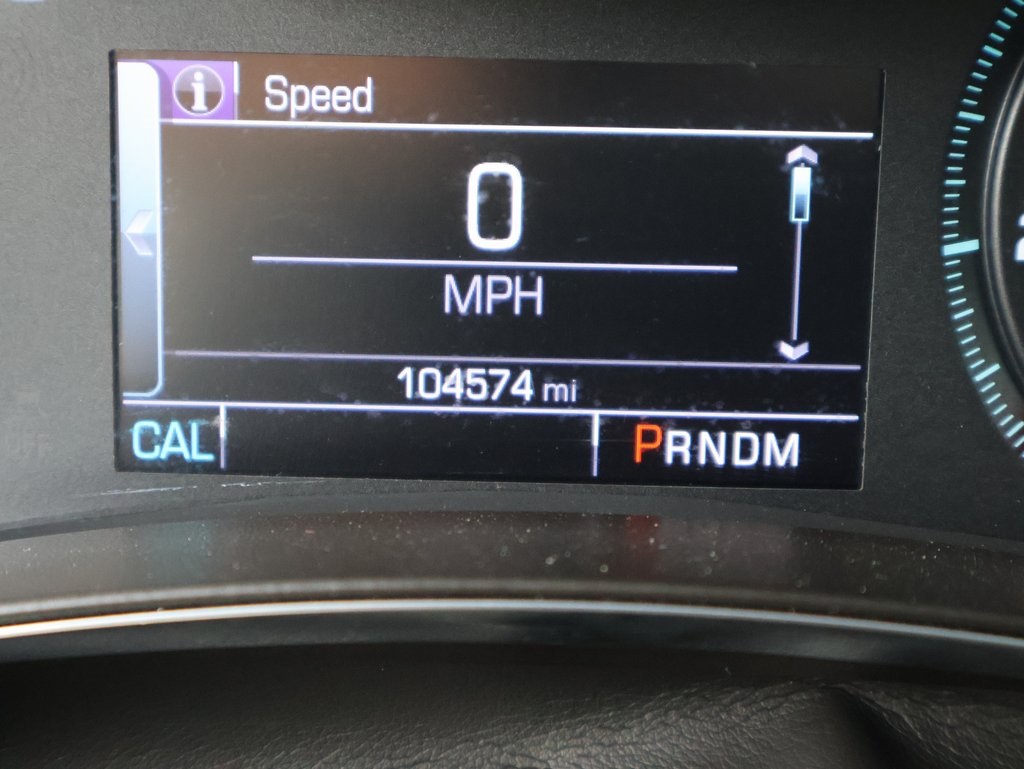 i Speed
0
MPH
104574 mi
CAL PRNDM